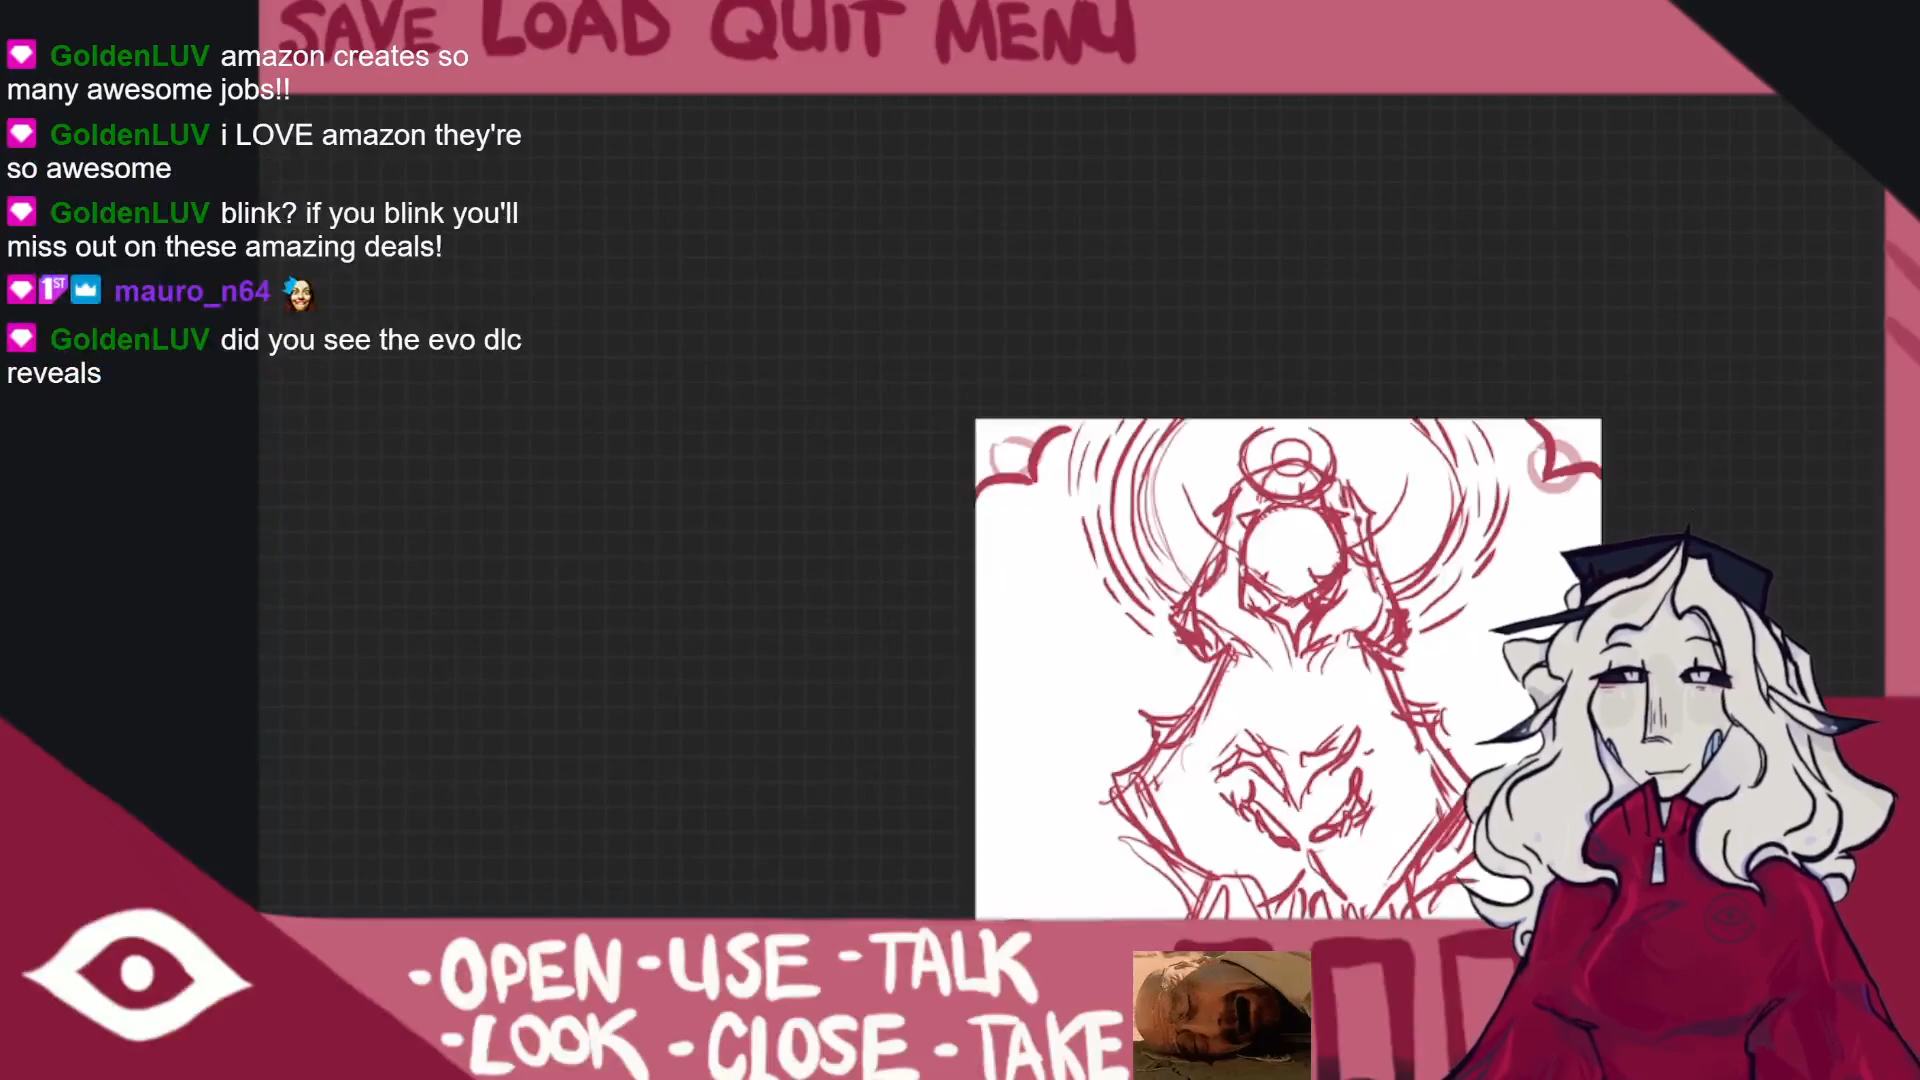 SAVE LOAD QUIT MENU
GoldenLUV amazon creates so
many awesome jobs!!
GoldenLUV i LOVE amazon they're
so awesome
GoldenLUV blink? if you blink you'll
miss out on these amazing deals!
1ST mauro_n64
GoldenLUV did you see the evo dlc
reveals
-OPEN -USE -TALK
-LOOK -CLOSE -TAKE